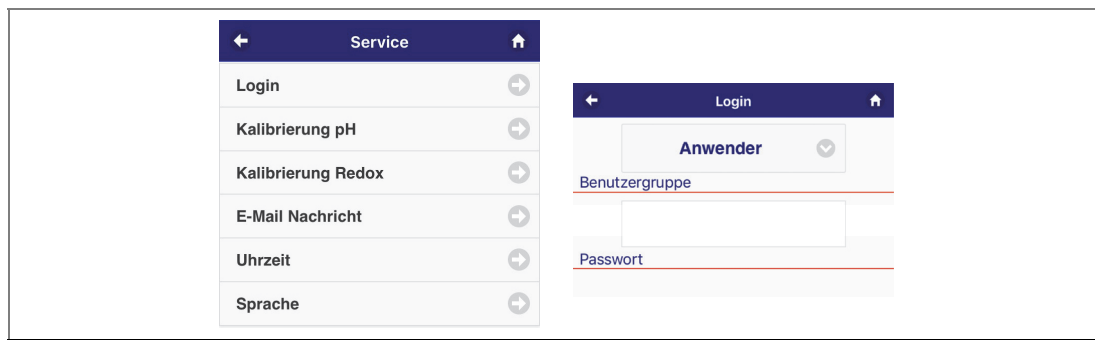 Service
Login
Kalibrierung pH
Kalibrierung Redox
E-Mail Nachricht
Uhrzeit
Sprache
Login
Anwender
Benutzergruppe
Passwort